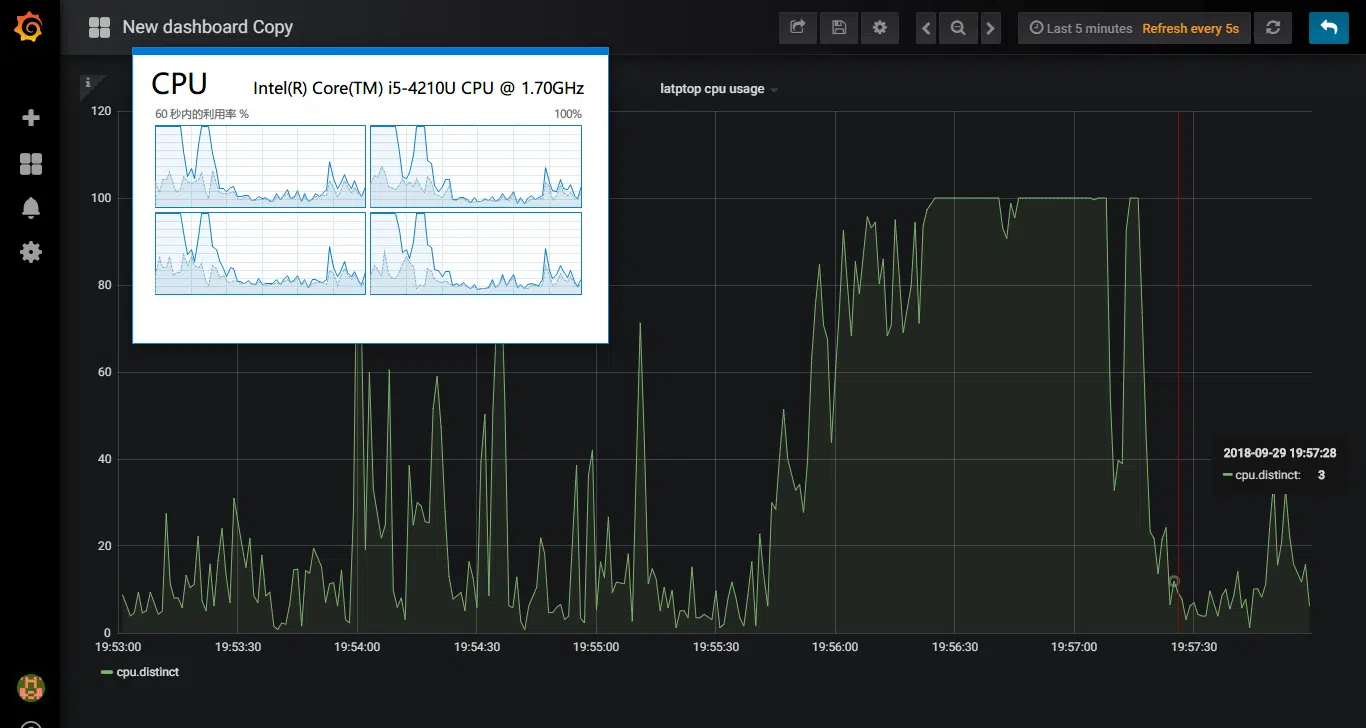 New dashboard Copy
Last 5 minutes Refresh every 5s
CPU
Intel(R) Core(TM) i5-4210U CPU @ 1.70GHz
60 秒内的利用率 %
100%
latptop cpu usage
120
100
80
60
40
20
0
19:53:00 19:53:30 19:54:00 19:54:30 19:55:00 19:55:30 19:56:00 19:56:30 19:57:00 19:57:30
2018-09-29 19:57:28
cpu.distinct: 3
cpu.distinct